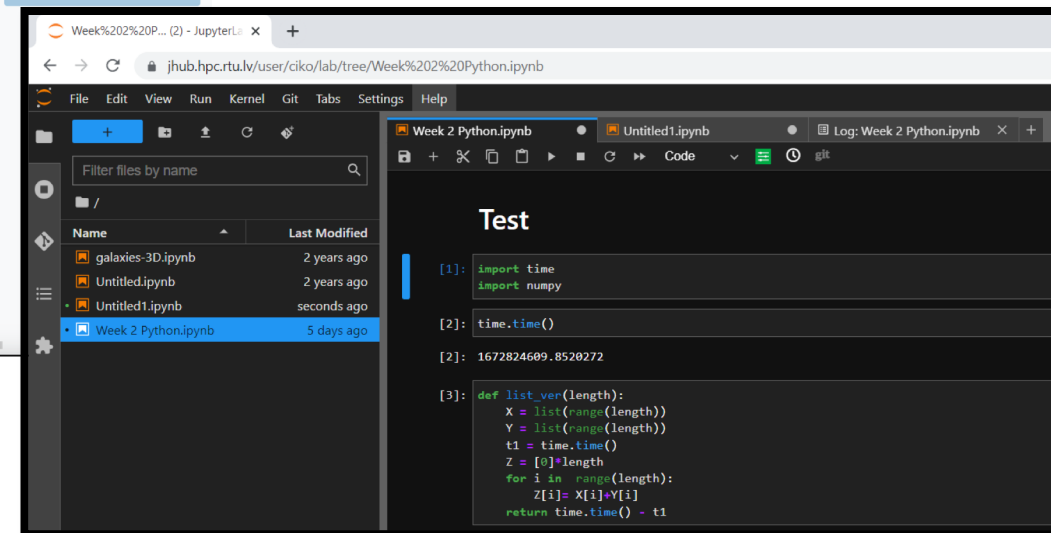 Week%202%20P... (2) - JupyterLa
jhub.hpc.rtu.lv/user/ciko/lab/tree/Week%202%20Python.ipynb
File Edit View Run Kernel Git Tabs Settings Help
Filter files by name
/
Name Last Modified
galaxies-3D.ipynb 2 years ago
Untitled.ipynb 2 years ago
Untitled1.ipynb seconds ago
Week 2 Python.ipynb 5 days ago
Week 2 Python.ipynb Untitled1.ipynb Log: Week 2 Python.ipynb
Code git
Test
[1]: import time
import numpy
[2]: time.time()
[2]: 1672824609.8520272
[3]: def list_ver(length):
    X = list(range(length))
    Y = list(range(length))
    t1 = time.time()
    Z = [0]*length
    for i in  range(length):
        Z[i]= X[i]+Y[i]
    return time.time() - t1